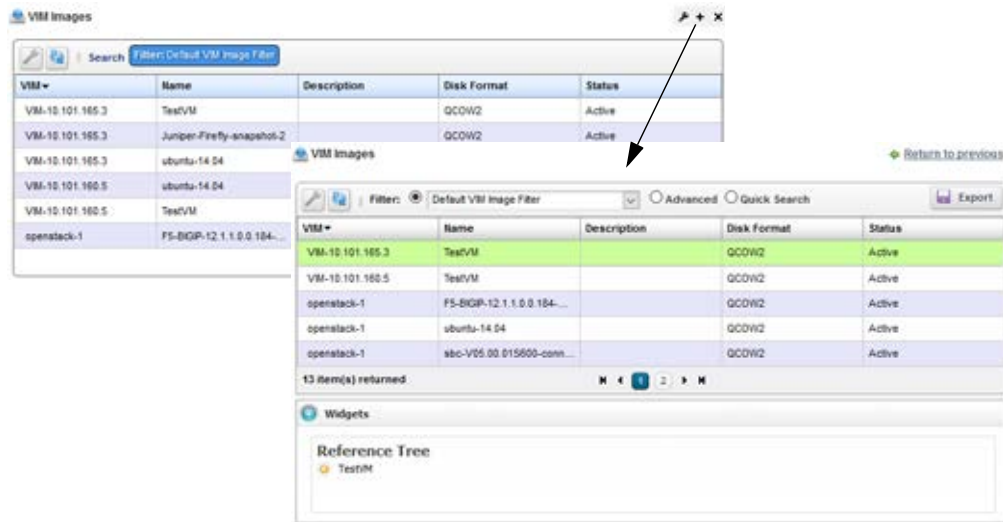 VIM Images
Search Filter: Default VIM Image Filter
VIM Name Description Disk Format Status
VIM-10.101.165.3 TestVM QCOW2 Active
VIM-10.101.165.3 Juniper-Firefly-snapshot-2 QCOW2 Active
VIM-10.101.165.3 ubuntu-14.04
VIM-10.101.160.5 ubuntu-14.04
VIM-10.101.160.5 TestVM
openstack-1 F5-BIGIP-12.1.1.0.0.184-...
VIM Images Return to previous
Filter: Default VIM Image Filter Advanced Quick Search Export
VIM Name Description Disk Format Status
VIM-10.101.165.3 TestVM QCOW2 Active
VIM-10.101.160.5 TestVM QCOW2 Active
openstack-1 F5-BIGIP-12.1.1.0.0.184-... QCOW2 Active
openstack-1 ubuntu-14.04 QCOW2 Active
openstack-1 sbc-V05.00.01S600-conn... QCOW2 Active
13 item(s) returned 1 2
Widgets
Reference Tree
TestVM